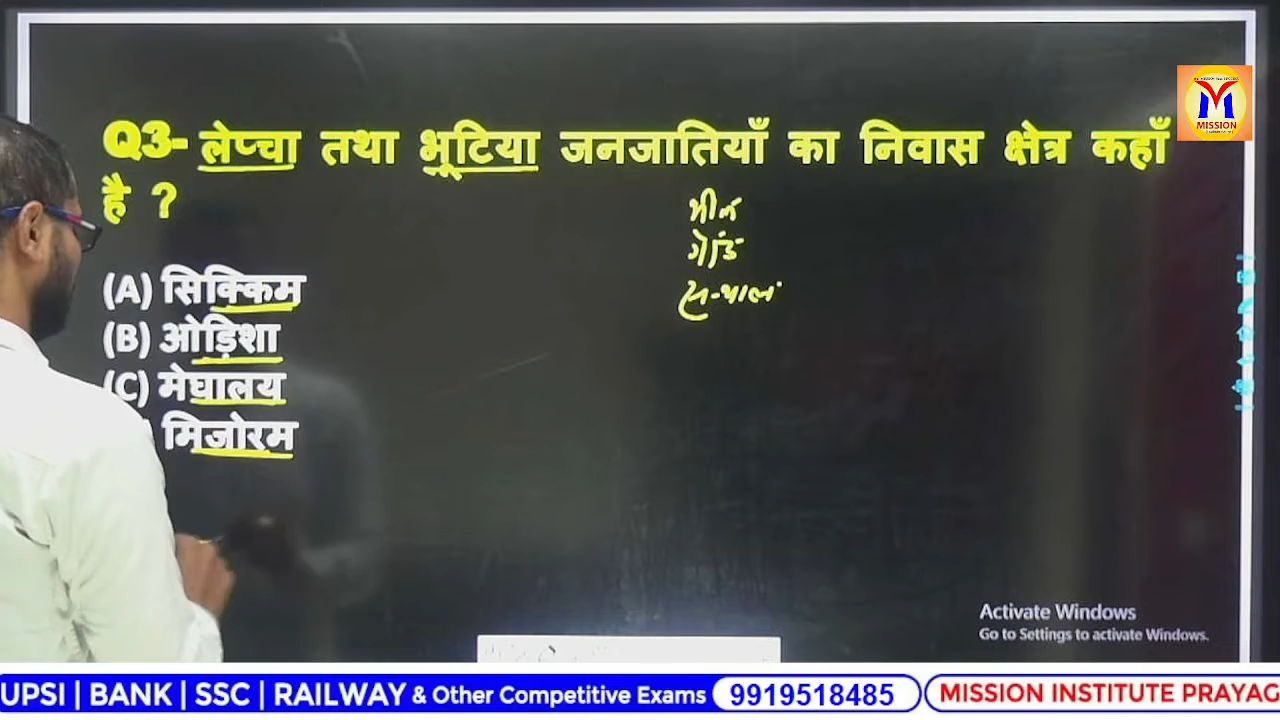 Q3- लेप्चा तथा भूटिया जनजातियाँ का निवास क्षेत्र कहाँ
है ?
भील
गोंड
(A) सिक्किम
(B) ओड़िशा
(C) मेघालय
मिजोरम
MISSION
Activate Windows
Go to Settings to activate Windows.
UPSI | BANK | SSC | RAILWAY & Other Competitive Exams 9919518485 MISSION INSTITUTE PRAYAG